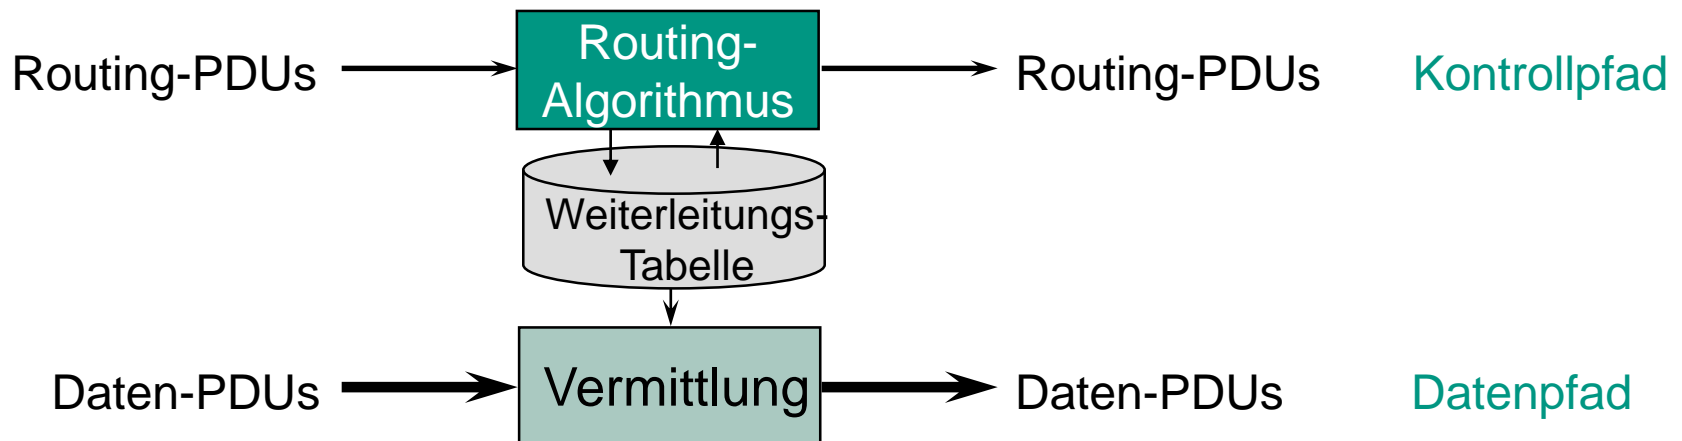 Routing-PDUs
Routing-
Algorithmus
Routing-PDUs
Kontrollpfad
Weiterleitungs-
Tabelle
Daten-PDUs
Vermittlung
Daten-PDUs
Datenpfad